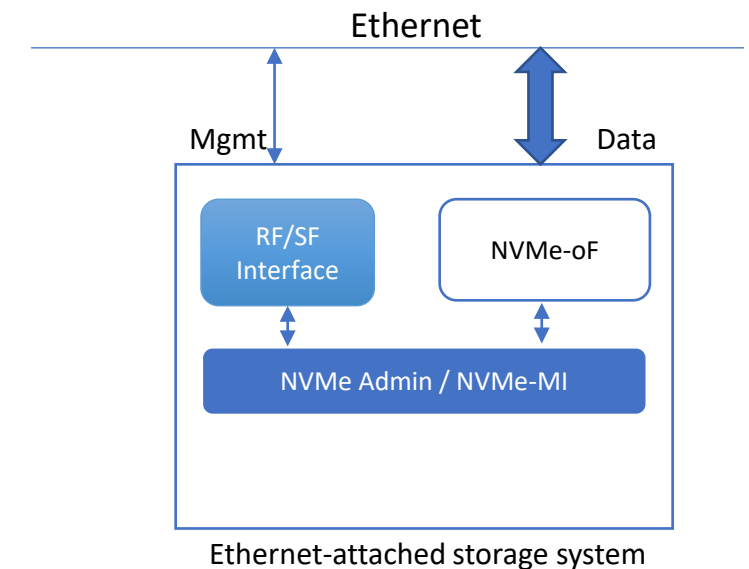 Ethernet
Mgmt
Data
RF/SF
Interface
NVMe-oF
NVMe Admin / NVMe-MI
Ethernet-attached storage system